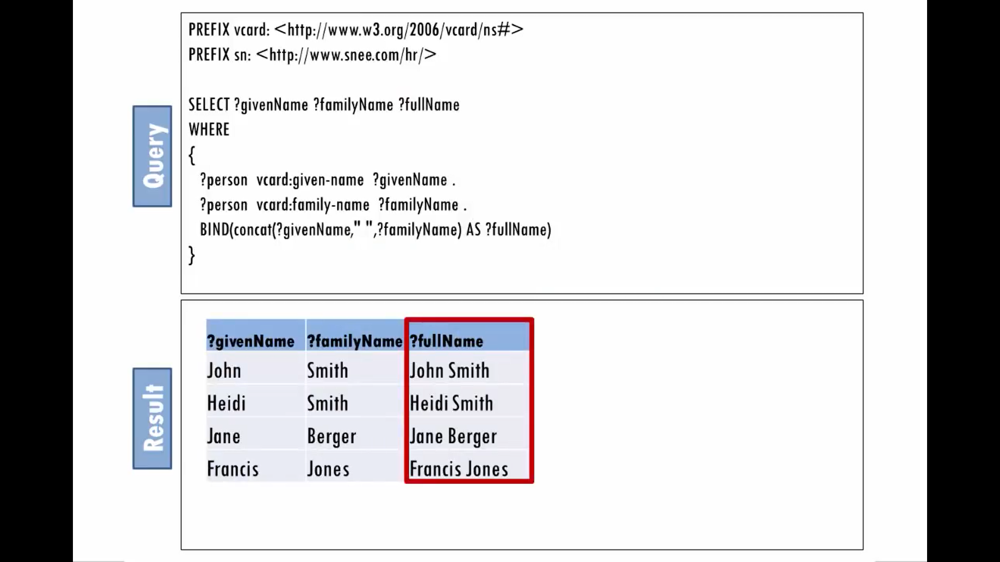 PREFIX vcard: <http://www.w3.org/2006/vcard/ns#>
PREFIX sn: <http://www.snee.com/hr/>
SELECT ?givenName ?familyName ?fullName
WHERE
{
?person vcard:given-name ?givenName .
?person vcard:family-name ?familyName .
BIND(concat(?givenName," ",?familyName) AS ?fullName)
}
Query
?givenName ?familyName ?fullName
John Smith John Smith
Heidi Smith Heidi Smith
Jane Berger Jane Berger
Francis Jones Francis Jones
Result